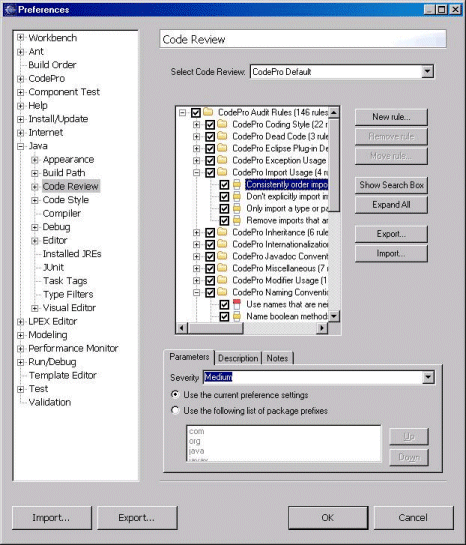 Preferences
Workbench
Ant
Build Order
CodePro
Component Test
Help
Install/Update
Internet
Java
Appearance
Build Path
Code Review
Code Style
Compiler
Debug
Editor
Installed JREs
JUnit
Task Tags
Type Filters
Visual Editor
LPEX Editor
Modeling
Performance Monitor
Run/Debug
Template Editor
Test
Validation
Code Review
Select Code Review: CodePro Default
CodePro Audit Rules (146 rules
CodePro Coding Style (22 r
CodePro Dead Code (3 rule
CodePro Eclipse Plug-in De
CodePro Exception Usage
CodePro Import Usage (4 r
Consistently order impo
Don't explicitly import in
Only import a type or pa
Remove imports that ar
CodePro Inheritance (6 rule
CodePro Internationalizatior
CodePro Javadoc Convent
CodePro Miscellaneous (7 r
CodePro Modifier Usage (1
CodePro Naming Conventio
Use names that are nei
Name boolean methods
New rule...
Remove rule
Move rule...
Show Search Box
Expand All
Export...
Import...
Parameters Description Notes
Severity Medium
Use the current preference settings
Use the following list of package prefixes
com
org
java
javax
Up
Down
Import... Export... OK Cancel